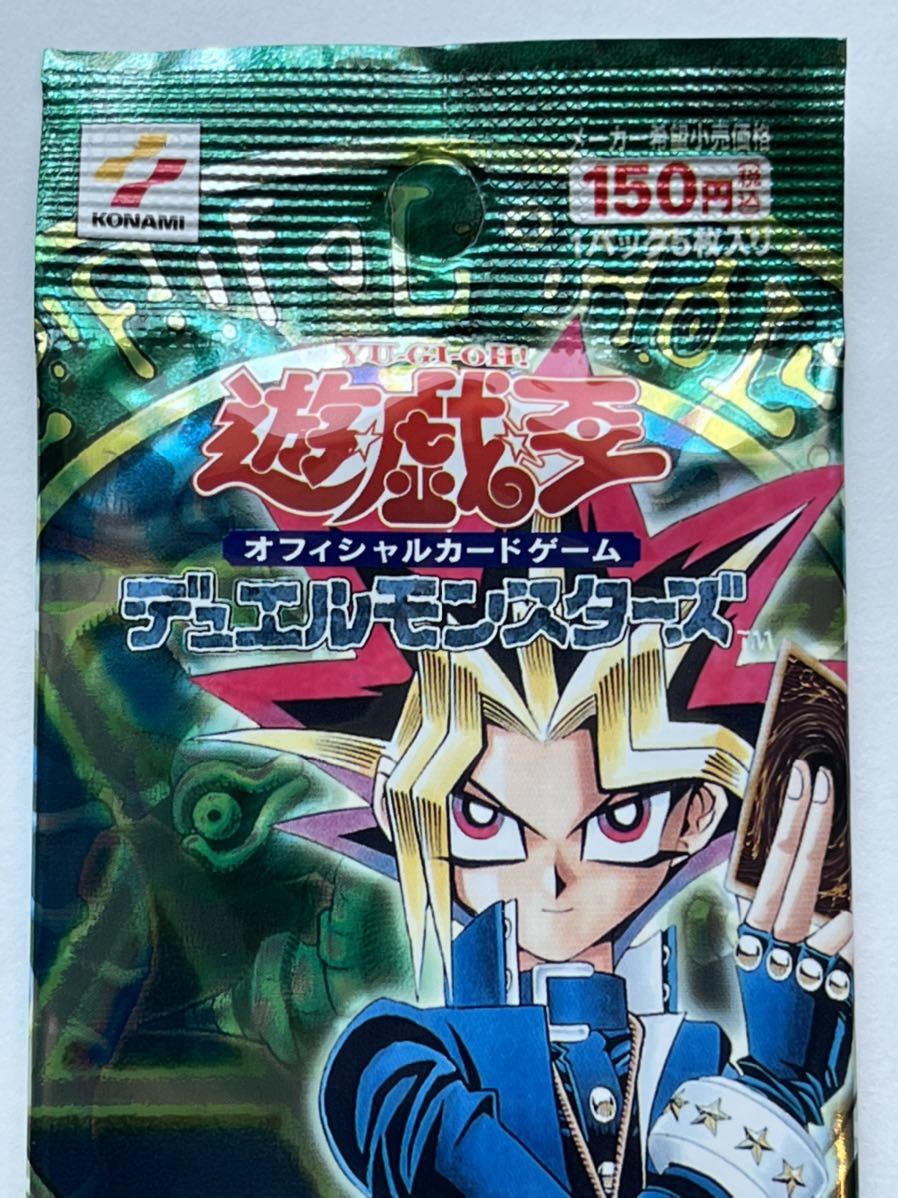 KONAMI
メーカー希望小売価格
150円 税込
1パック5枚入り
YU-GI-OH!
遊☆戯☆王
オフィシャルカードゲーム
デュエルモンスターズ
TM